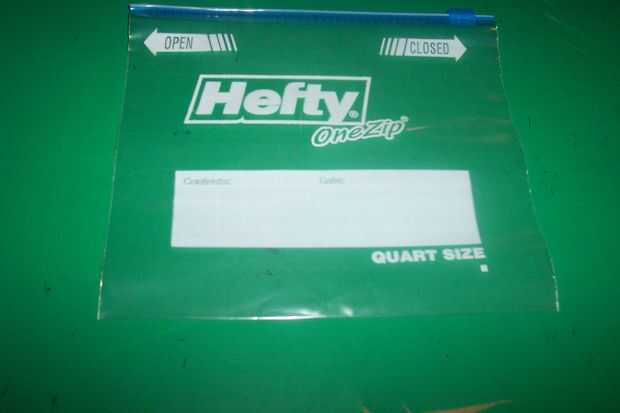 OPEN CLOSED
Hefty®
OneZip®
Contents: Date:
QUART SIZE